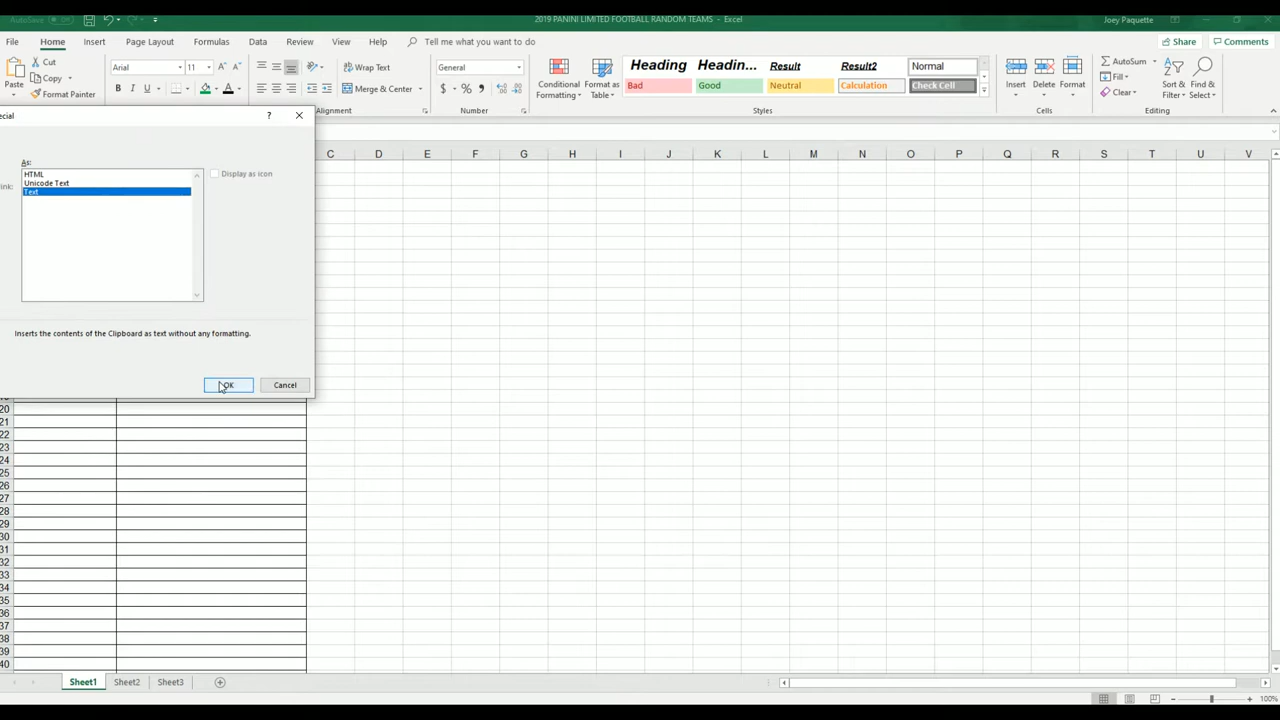 AutoSave Off 2019 PANINI LIMITED FOOTBALL RANDOM TEAMS - Excel Joey Paquette
File Home Insert Page Layout Formulas Data Review View Help Tell me what you want to do Share Comments
Paste Cut Copy Format Painter
Arial 11
B I U A
Wrap Text
Merge & Center
General
$ % ,
Conditional Formatting
Format as Table
Heading Headin... Result Result2 Normal
Bad Good Neutral Calculation Check Cell
Insert Delete Format
AutoSum
Fill
Clear
Sort & Filter
Find & Select
Alignment Number Styles Cells Editing
ecial ?
As:
HTML
Unicode Text
Text
ink:
Display as icon
Inserts the contents of the Clipboard as text without any formatting.
OK Cancel
C D E F G H I J K L M N O P Q R S T U V
20
21
22
23
24
25
26
27
28
29
30
31
32
33
34
35
36
37
38
39
40
Sheet1 Sheet2 Sheet3
100%